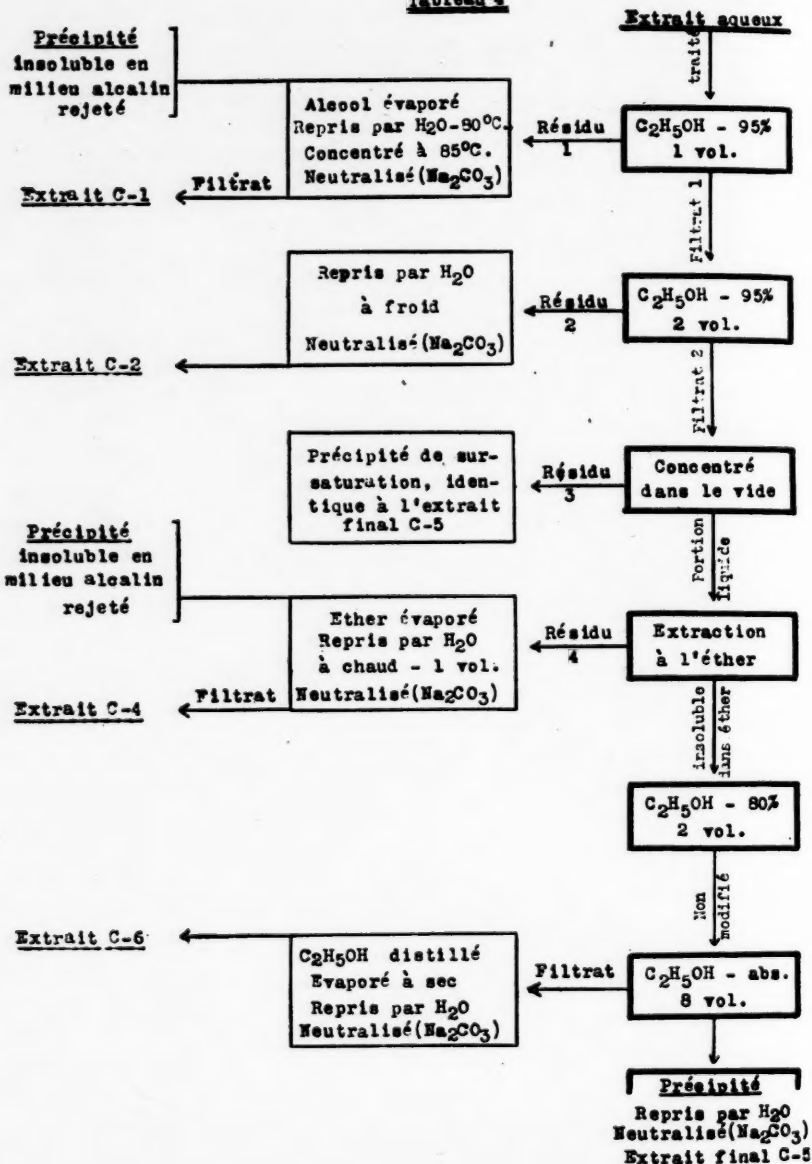 Tableau 4
Extrait aqueux
traité
C2H5OH - 95%
1 vol.
Résidu
1
Alcool évaporé
Repris par H2O-80°C.
Concentré à 85°C.
Neutralisé(Na2CO3)
Précipité
insoluble en
milieu alcalin
rejeté
Filtrat
Extrait C-1
Filtrat 1
C2H5OH - 95%
2 vol.
Résidu
2
Repris par H2O
à froid
Neutralisé(Na2CO3)
Extrait C-2
Filtrat 2
Concentré
dans le vide
Résidu
3
Précipité de sur-
saturation, iden-
tique à l'extrait
final C-5
Portion
liquide
Extraction
à l'éther
Résidu
4
Ether évaporé
Repris par H2O
à chaud - 1 vol.
Neutralisé(Na2CO3)
Précipité
insoluble en
milieu alcalin
rejeté
Filtrat
Extrait C-4
insoluble
dans éther
C2H5OH - 80%
2 vol.
Non
modifié
C2H5OH - abs.
8 vol.
Filtrat
C2H5OH distillé
Evaporé à sec
Repris par H2O
Neutralisé(Na2CO3)
Extrait C-6
Précipité
Repris par H2O
Neutralisé(Na2CO3)
Extrait final C-5